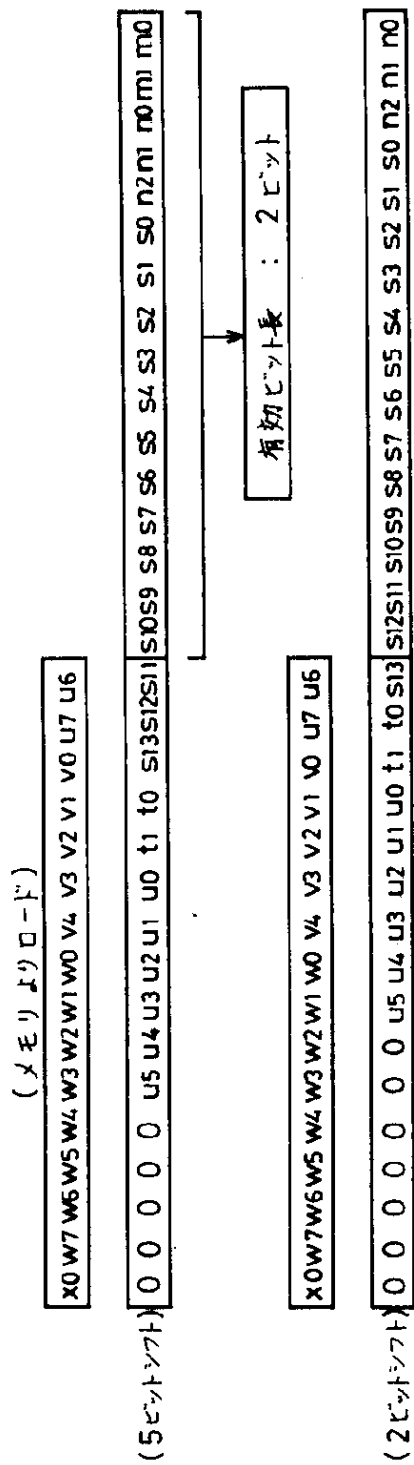 (メモリよりロード)
x0 w7 w6 w5 w4 w3 w2 w1 w0 v4 v3 v2 v1 v0 u7 u6
(5ビットシフト) 0 0 0 0 0 u5 u4 u3 u2 u1 u0 t1 t0 s13 s12 s11 s10 s9 s8 s7 s6 s5 s4 s3 s2 s1 s0 n2 n1 n0 m1 m0
有効ビット長 : 2ビット
x0 w7 w6 w5 w4 w3 w2 w1 w0 v4 v3 v2 v1 v0 u7 u6
(2ビットシフト) 0 0 0 0 0 0 0 u5 u4 u3 u2 u1 u0 t1 t0 s13 s12 s11 s10 s9 s8 s7 s6 s5 s4 s3 s2 s1 s0 n2 n1 n0